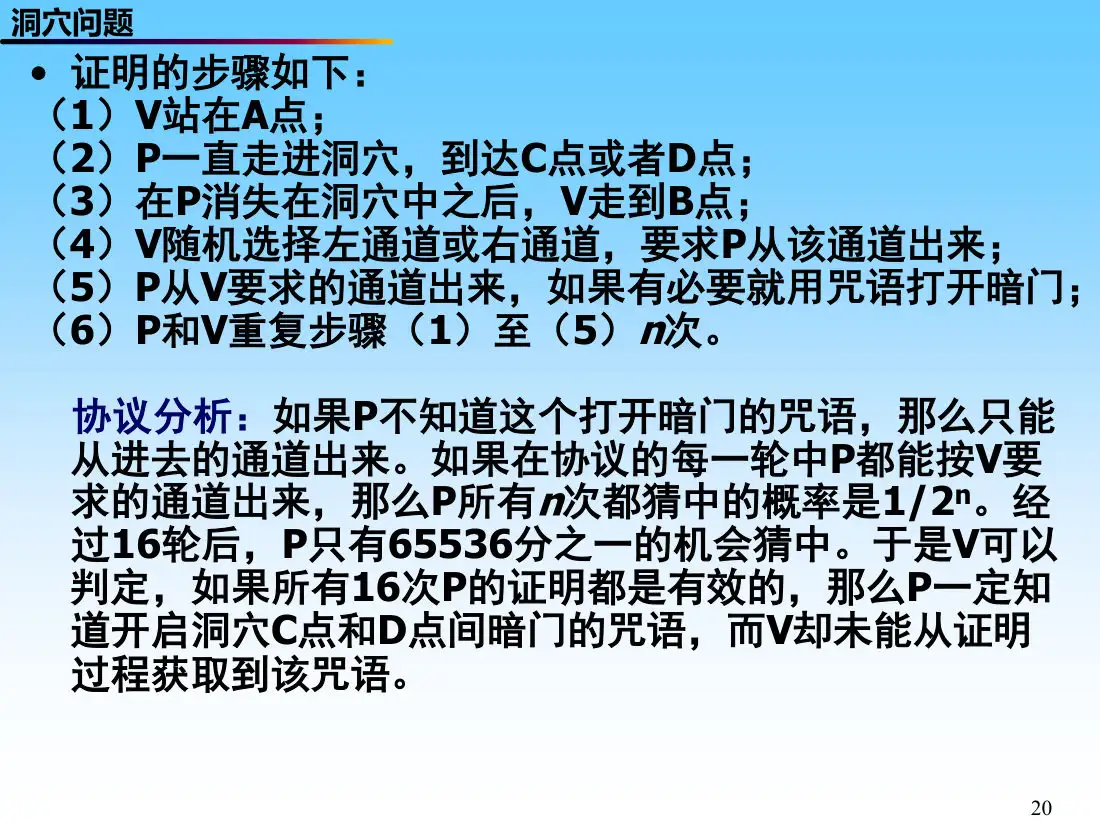 洞穴问题
• 证明的步骤如下：
（1）V站在A点；
（2）P一直走进洞穴，到达C点或者D点；
（3）在P消失在洞穴中之后，V走到B点；
（4）V随机选择左通道或右通道，要求P从该通道出来；
（5）P从V要求的通道出来，如果有必要就用咒语打开暗门；
（6）P和V重复步骤（1）至（5）n次。
协议分析：如果P不知道这个打开暗门的咒语，那么只能
从进去的通道出来。如果在协议的每一轮中P都能按V要
求的通道出来，那么P所有n次都猜中的概率是1/2ⁿ。经
过16轮后，P只有65536分之一的机会猜中。于是V可以
判定，如果所有16次P的证明都是有效的，那么P一定知
道开启洞穴C点和D点间暗门的咒语，而V却未能从证明
过程获取到该咒语。
20